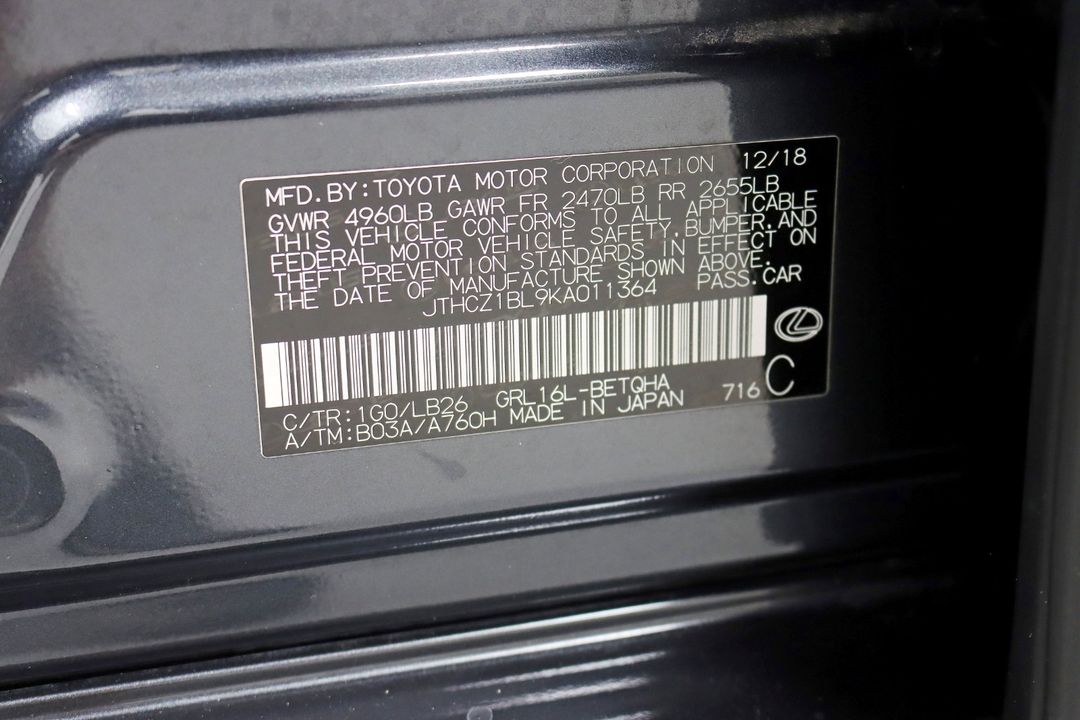 MFD.BY:TOYOTA MOTOR CORPORATION 12/18
GVWR 4960LB GAWR FR 2470LB RR 2655LB
THIS VEHICLE CONFORMS TO ALL APPLICABLE
FEDERAL MOTOR VEHICLE SAFETY,BUMPER,AND
THEFT PREVENTION STANDARDS IN EFFECT ON
THE DATE OF MANUFACTURE SHOWN ABOVE.
JTHCZ1BL9KA011364 PASS.CAR
C/TR:1G0/LB26 GRL16L-BETQHA 716 C
A/TM:B03A/A760H MADE IN JAPAN